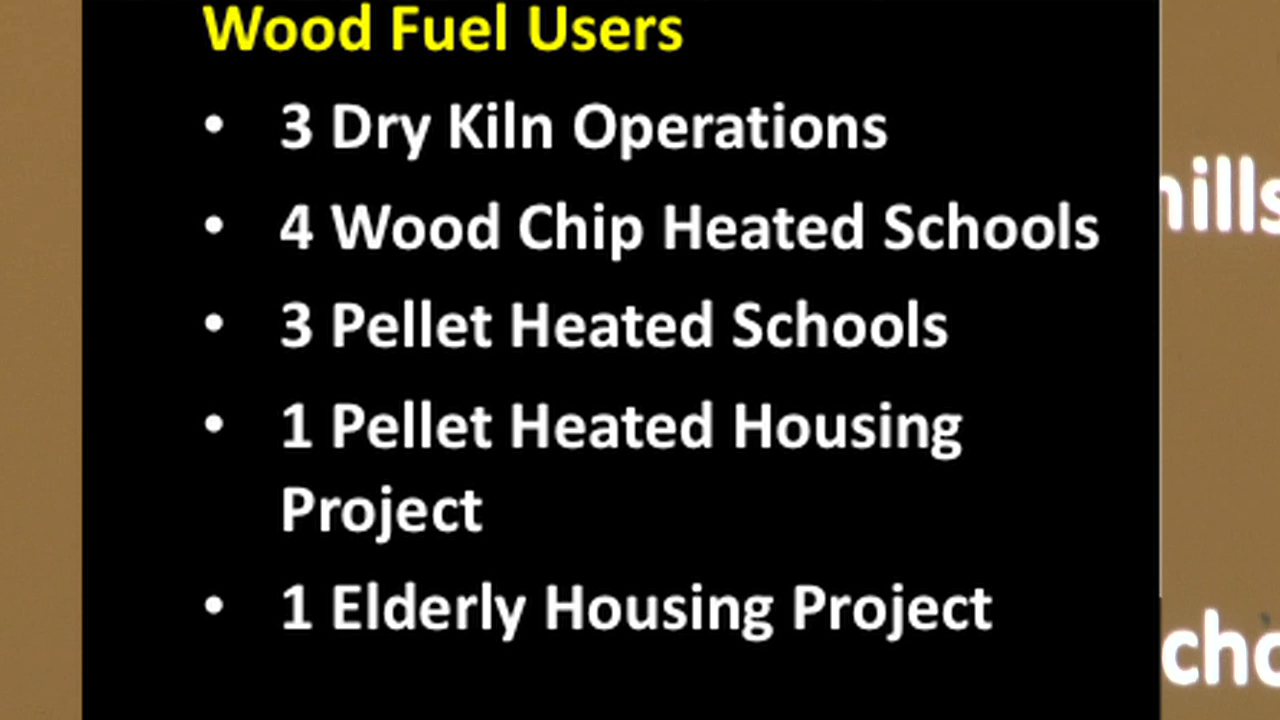 Wood Fuel Users
• 3 Dry Kiln Operations
• 4 Wood Chip Heated Schools
• 3 Pellet Heated Schools
• 1 Pellet Heated Housing
Project
• 1 Elderly Housing Project